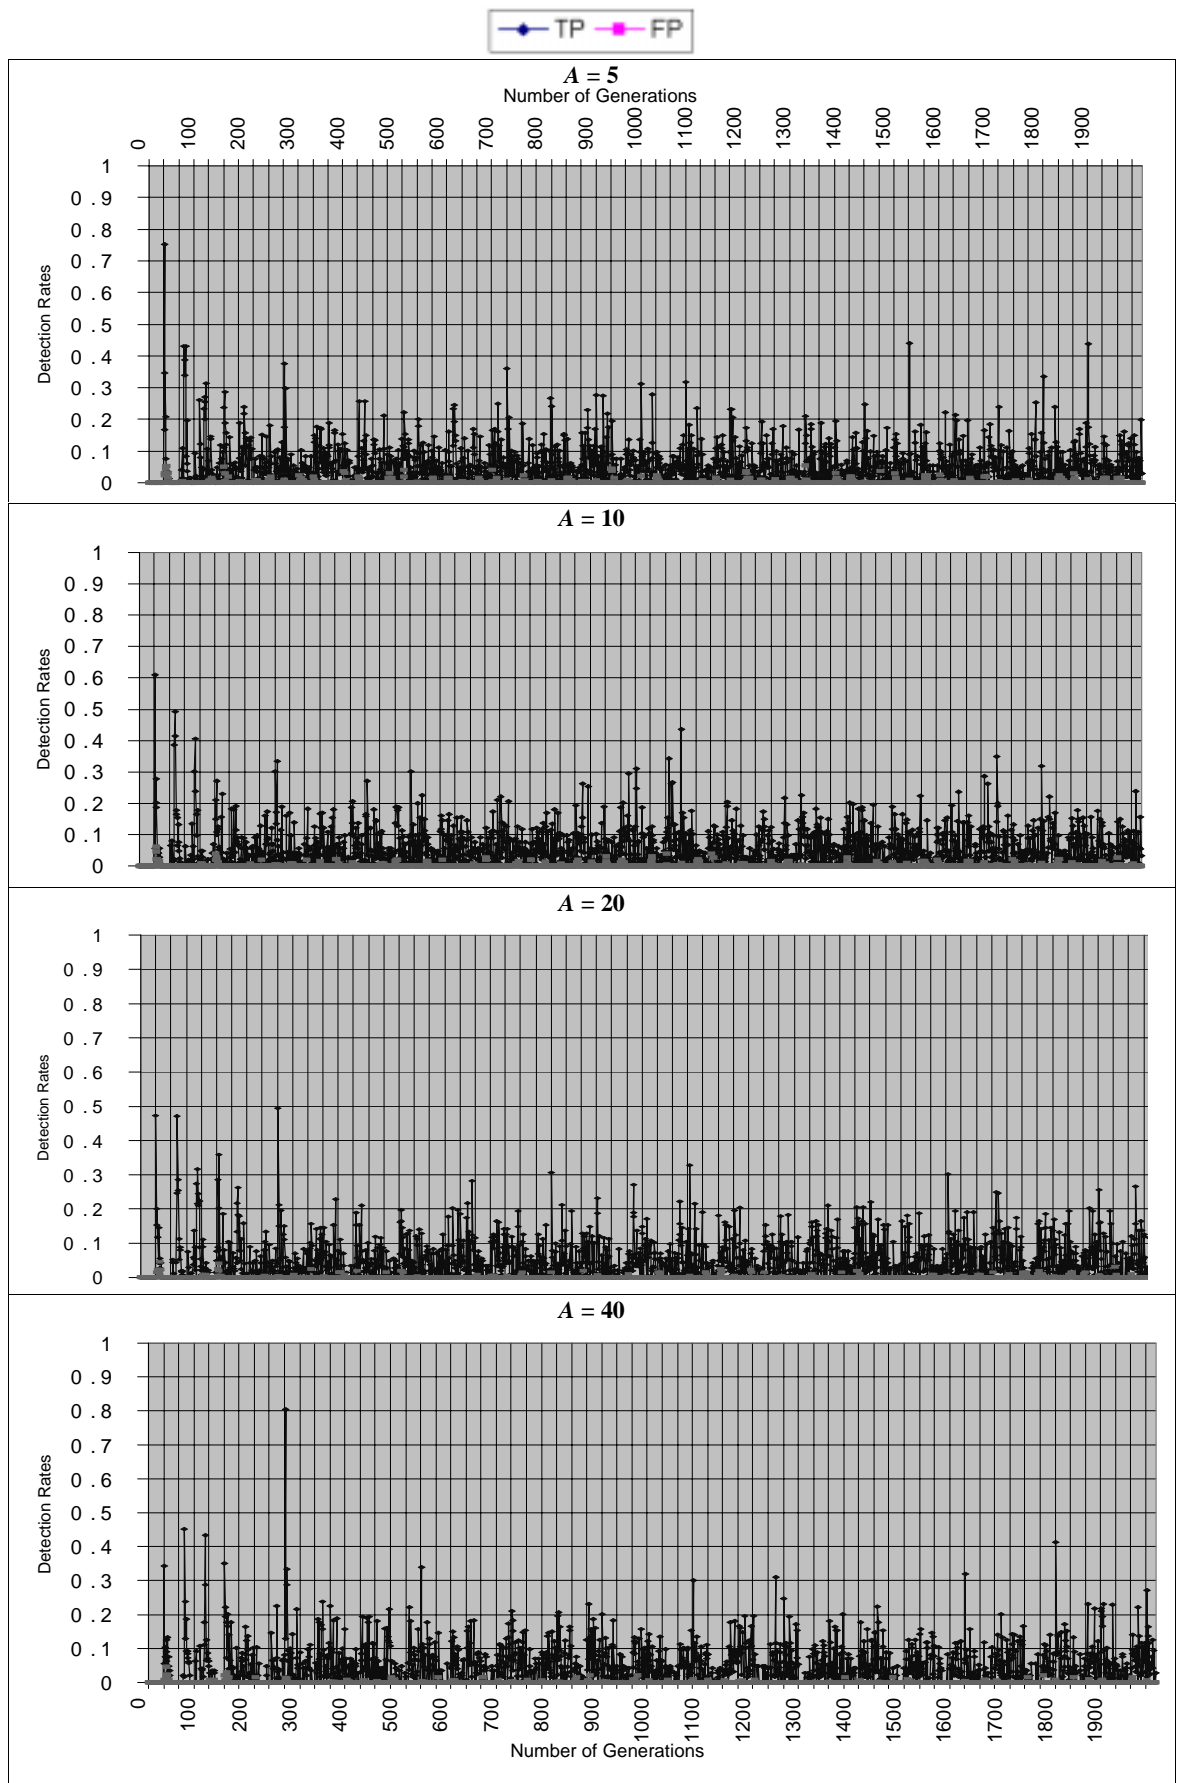 TP FP
A = 5
Number of Generations
0 100 200 300 400 500 600 700 800 900 1000 1100 1200 1300 1400 1500 1600 1700 1800 1900
Detection Rates
1
0 . 9
0 . 8
0 . 7
0 . 6
0 . 5
0 . 4
0 . 3
0 . 2
0 . 1
0
A = 10
Detection Rates
1
0 . 9
0 . 8
0 . 7
0 . 6
0 . 5
0 . 4
0 . 3
0 . 2
0 . 1
0
A = 20
Detection Rates
1
0 . 9
0 . 8
0 . 7
0 . 6
0 . 5
0 . 4
0 . 3
0 . 2
0 . 1
0
A = 40
Detection Rates
1
0 . 9
0 . 8
0 . 7
0 . 6
0 . 5
0 . 4
0 . 3
0 . 2
0 . 1
0
0 100 200 300 400 500 600 700 800 900 1000 1100 1200 1300 1400 1500 1600 1700 1800 1900
Number of Generations